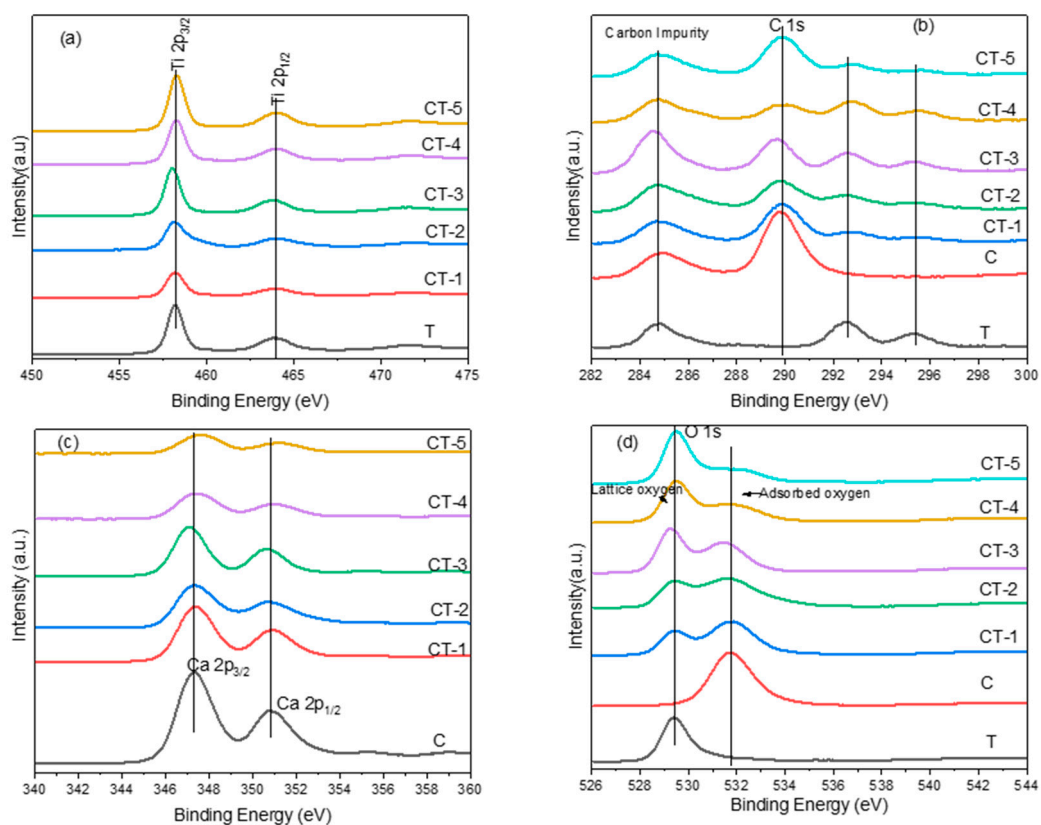 (a)
Ti 2p3/2
Ti 2p1/2
CT-5
CT-4
CT-3
CT-2
CT-1
T
Intensity(a.u.)
450 455 460 465 470 475
Binding Energy (eV)
(b)
Carbon Impurity
C 1s
CT-5
CT-4
CT-3
CT-2
CT-1
C
T
Indensity(a.u.)
282 284 286 288 290 292 294 296 298 300
Binding Energy (eV)
(c)
CT-5
CT-4
CT-3
CT-2
CT-1
Ca 2p3/2
Ca 2p1/2
C
Intensity (a.u.)
340 342 344 346 348 350 352 354 356 358 360
Binding Energy (eV)
(d)
O 1s
CT-5
Lattice oxygen
Adsorbed oxygen
CT-4
CT-3
CT-2
CT-1
C
T
Intensity(a.u.)
526 528 530 532 534 536 538 540 542 544
Binding Energy (eV)